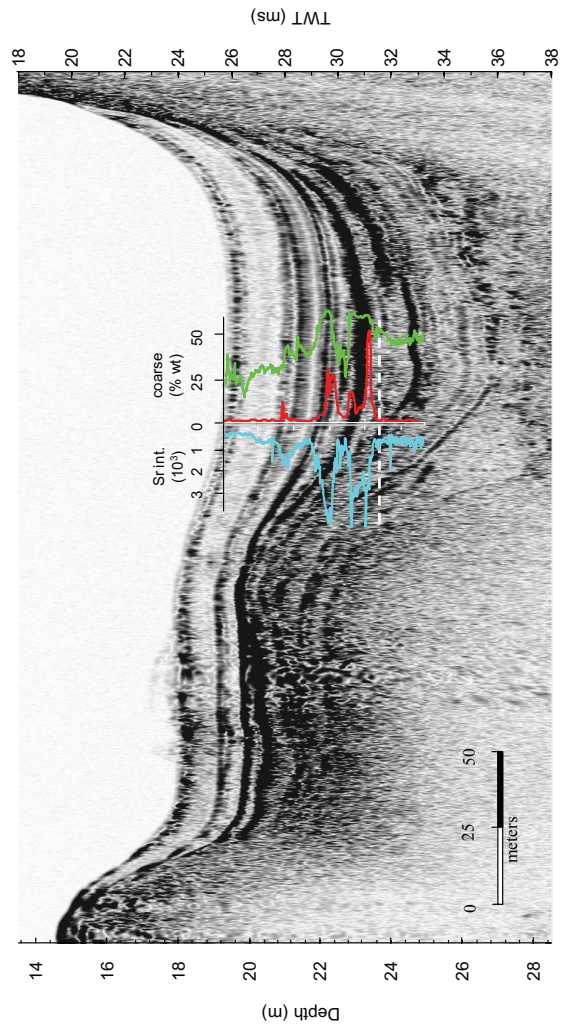 TWT (ms)
18 20 22 24 26 28 30 32 34 36 38
coarse
(% wt)
0 25 50
Sr int.
(10³)
3 2 1
0 25 50
meters
14 16 18 20 22 24 26 28
Depth (m)